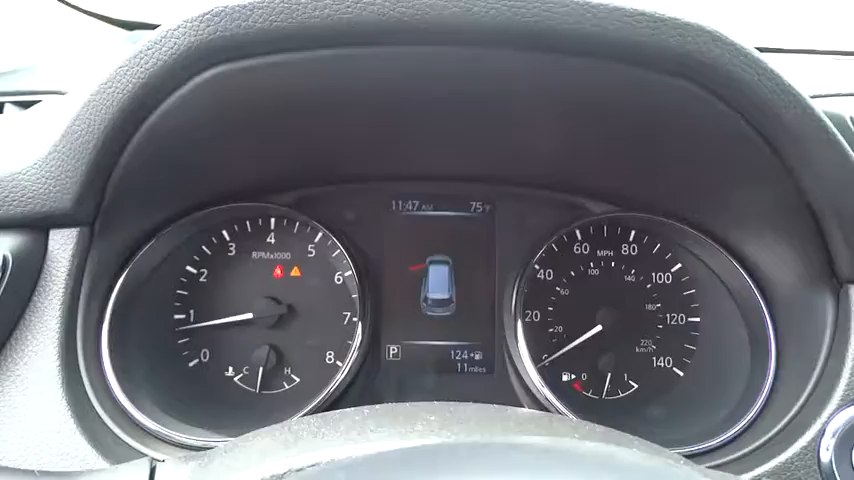 11:47 AM 75°F
RPMx1000
0 1 2 3 4 5 6 7 8
C H
P
124
11 miles
MPH
20 40 60 80 100 120 140
km/h
20 60 100 140 180 220
0 1